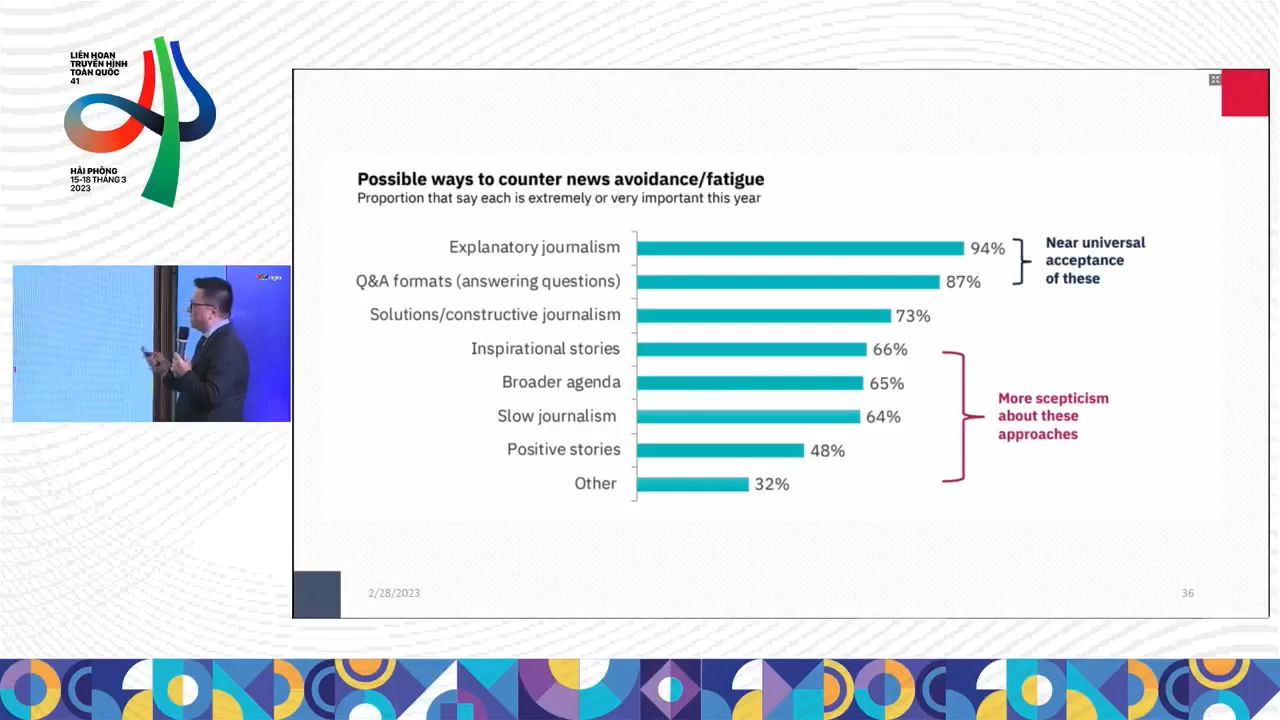 LIÊN HOAN
TRUYỀN HÌNH
TOÀN QUỐC
41
HẢI PHÒNG
15-18 THÁNG 3
2023
Possible ways to counter news avoidance/fatigue
Proportion that say each is extremely or very important this year
Explanatory journalism 94%
Q&A formats (answering questions) 87%
Solutions/constructive journalism 73%
Inspirational stories 66%
Broader agenda 65%
Slow journalism 64%
Positive stories 48%
Other 32%
Near universal
acceptance
of these
More scepticism
about these
approaches
2/28/2023
36